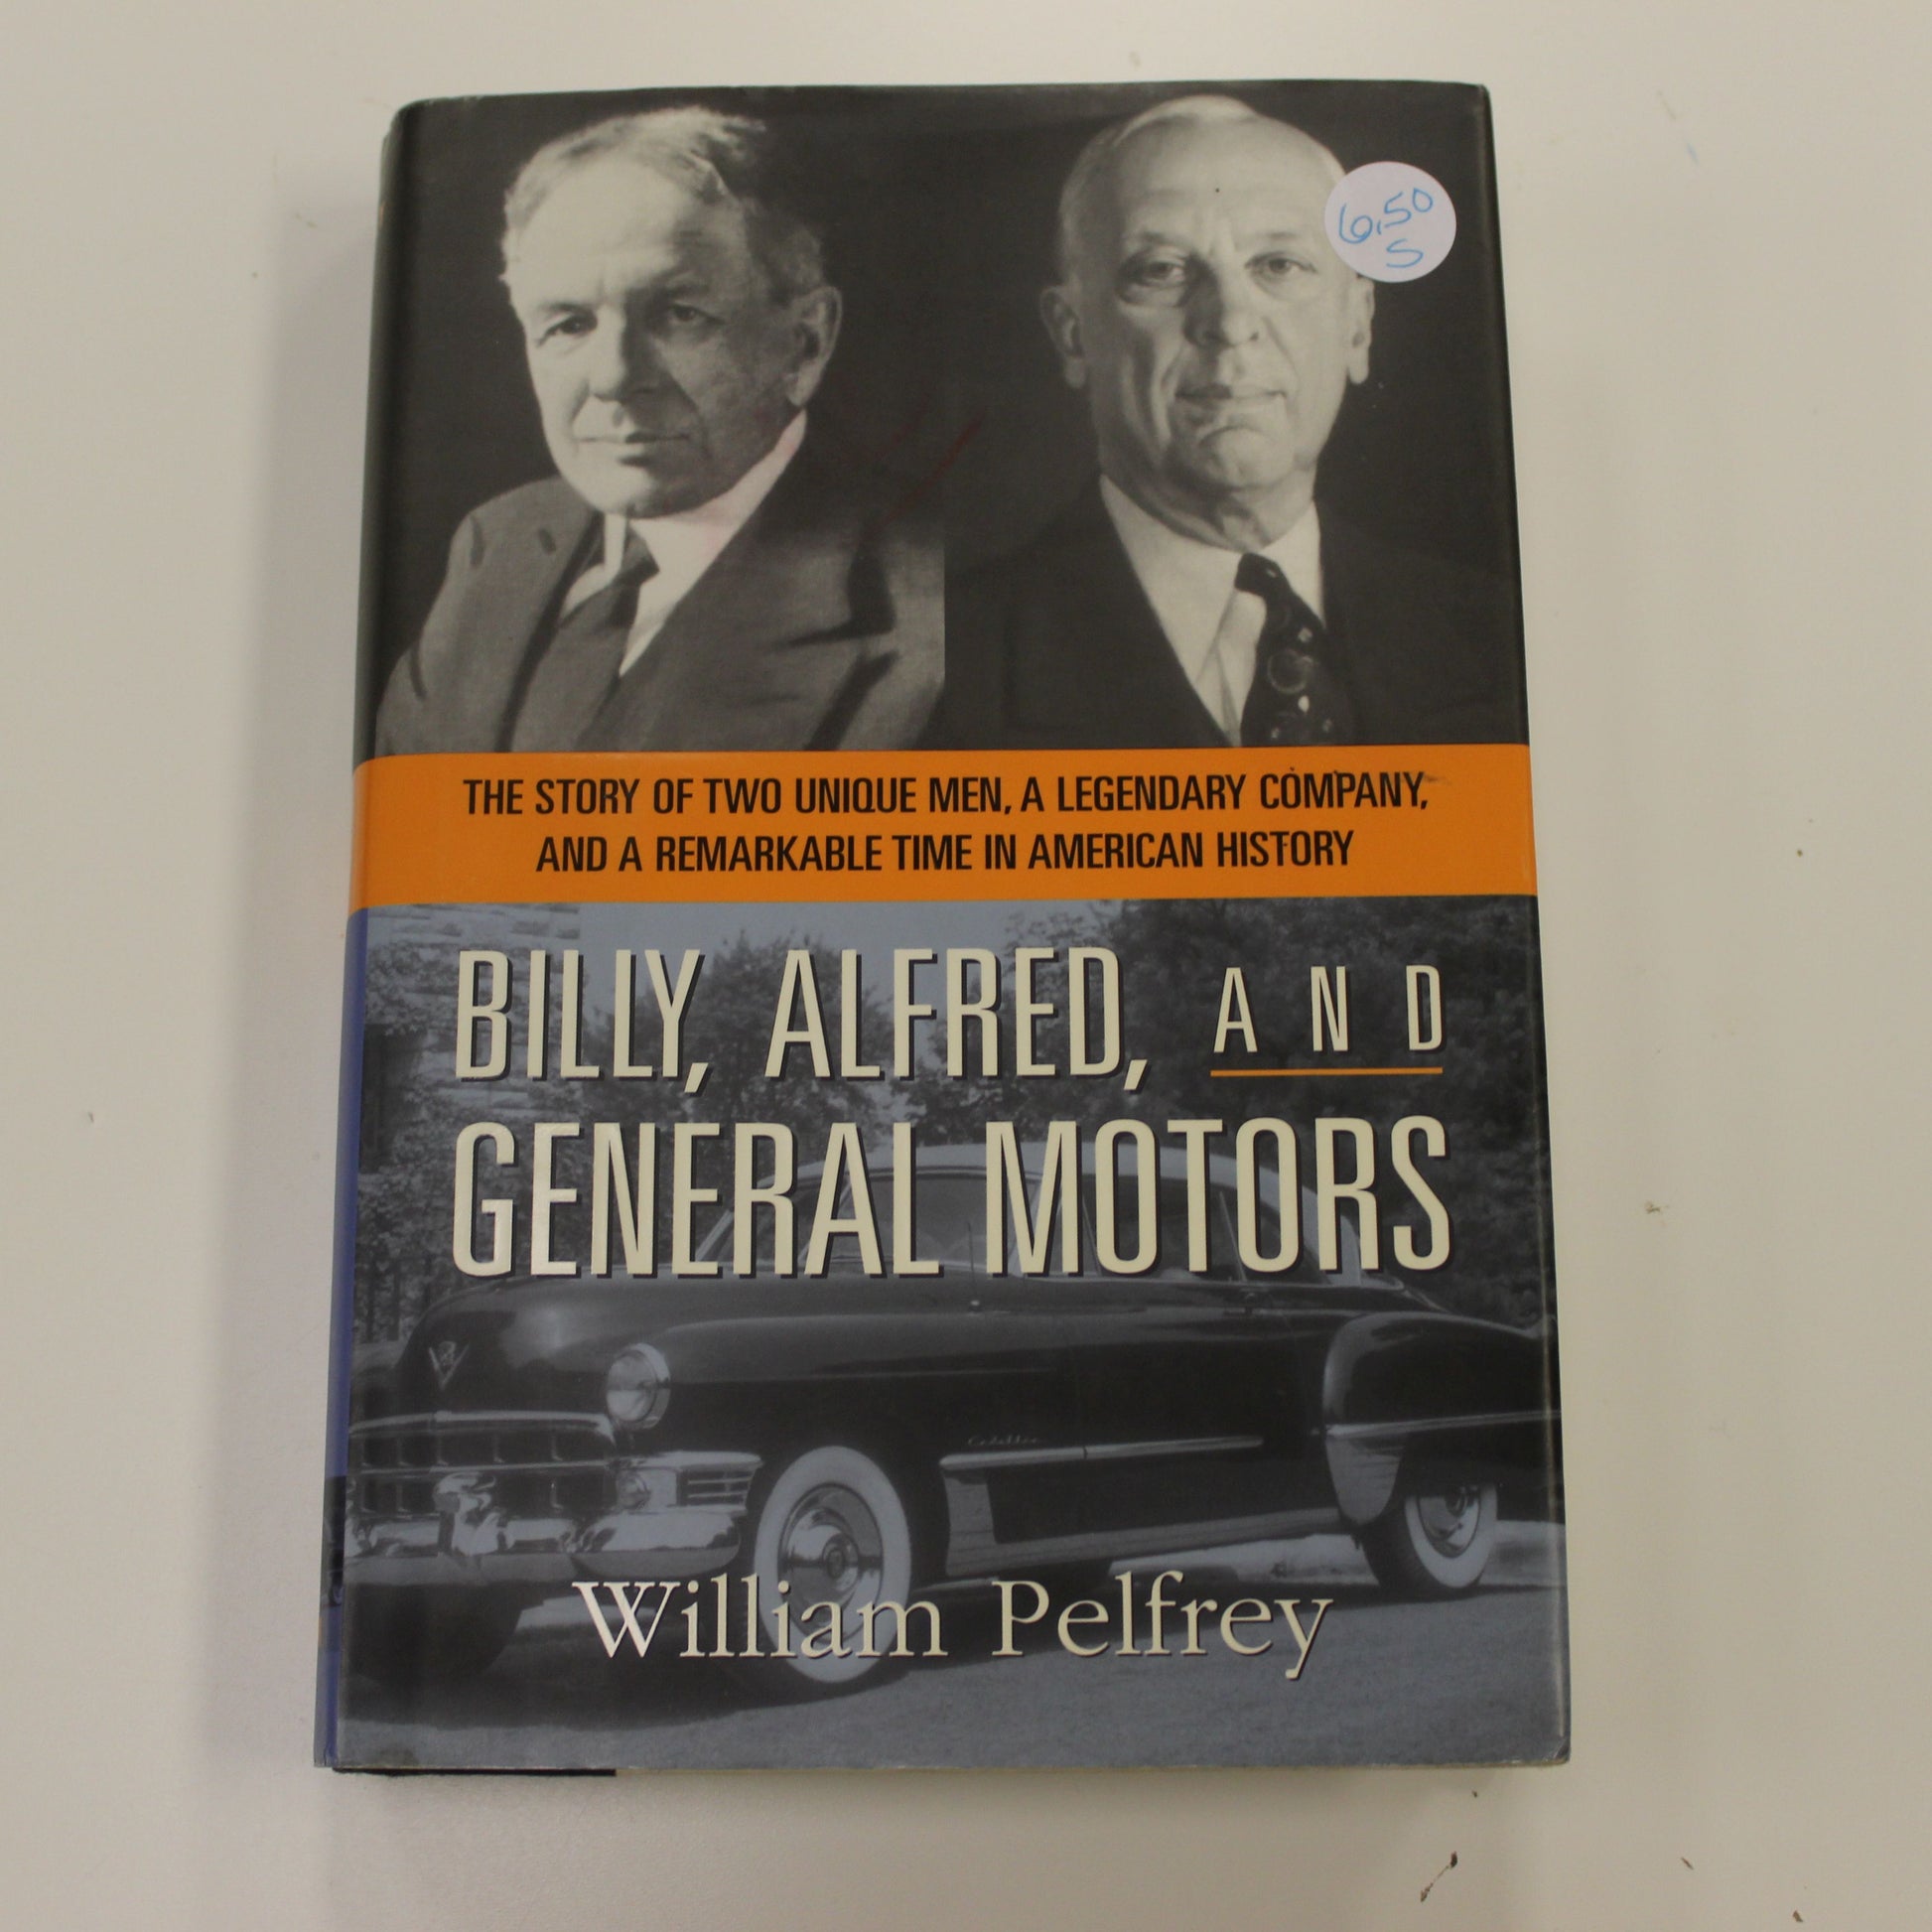 6.50
S
THE STORY OF TWO UNIQUE MEN, A LEGENDARY COMPANY,
AND A REMARKABLE TIME IN AMERICAN HISTORY
BILLY, ALFRED, AND
GENERAL MOTORS
Cadillac
William Pelfrey